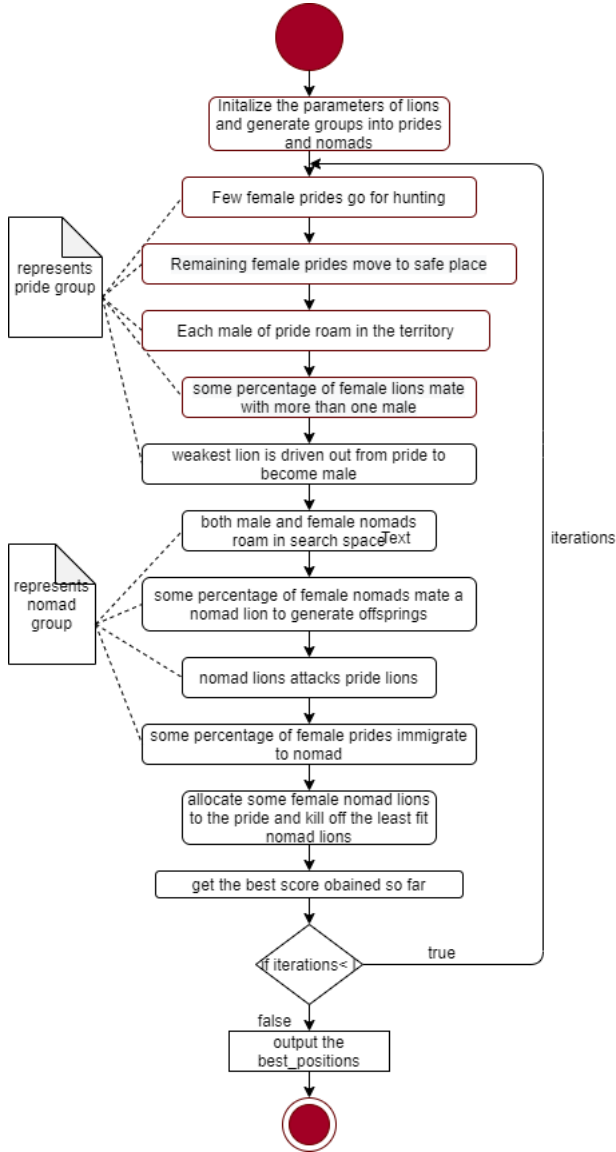 Initalize the parameters of lions
and generate groups into prides
and nomads
Few female prides go for hunting
represents
pride group
Remaining female prides move to safe place
Each male of pride roam in the territory
some percentage of female lions mate
with more than one male
weakest lion is driven out from pride to
become male
both male and female nomads
roam in search space
Text
iterations
represents
nomad
group
some percentage of female nomads mate a
nomad lion to generate offsprings
nomad lions attacks pride lions
some percentage of female prides immigrate
to nomad
allocate some female nomad lions
to the pride and kill off the least fit
nomad lions
get the best score obained so far
if iterations<
true
false
output the
best_positions